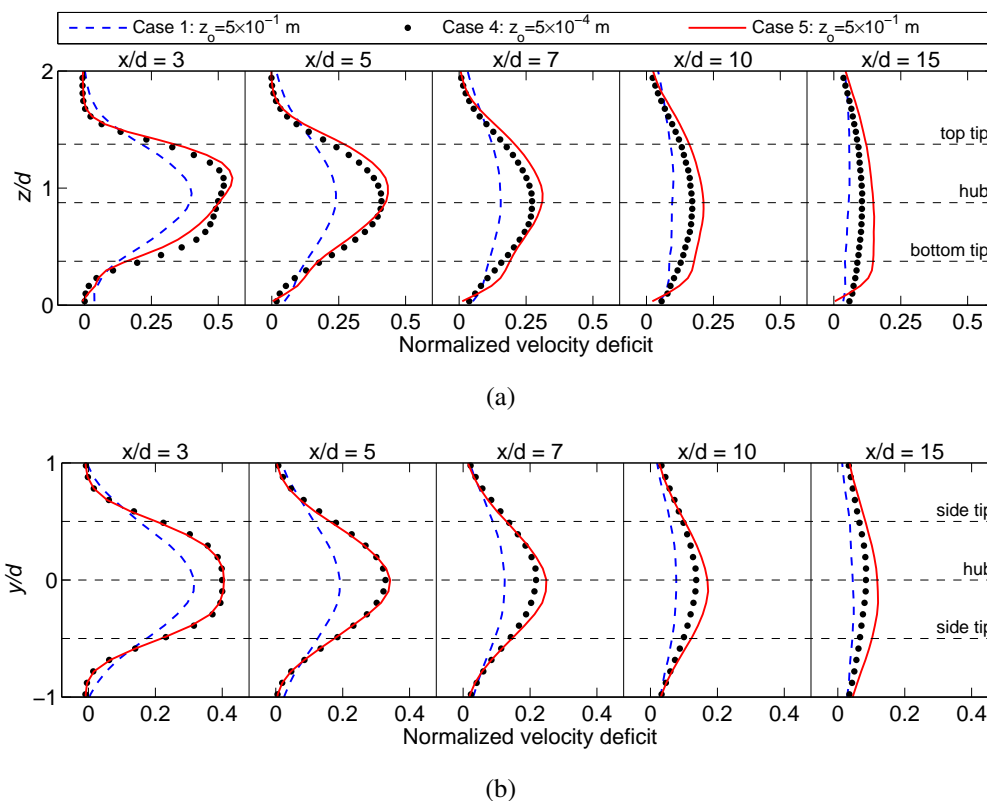 Case 1: zₒ=5×10⁻¹ m Case 4: zₒ=5×10⁻⁴ m Case 5: zₒ=5×10⁻¹ m
x/d = 3 x/d = 5 x/d = 7 x/d = 10 x/d = 15
2
top tip
1
hub
bottom tip
0
z/d
0 0.25 0.5 0 0.25 0.5 0 0.25 0.5 0 0.25 0.5 0 0.25 0.5
Normalized velocity deficit
(a)
x/d = 3 x/d = 5 x/d = 7 x/d = 10 x/d = 15
1
side tip
0
hub
side tip
−1
y/d
0 0.2 0.4 0 0.2 0.4 0 0.2 0.4 0 0.2 0.4 0 0.2 0.4
Normalized velocity deficit
(b)